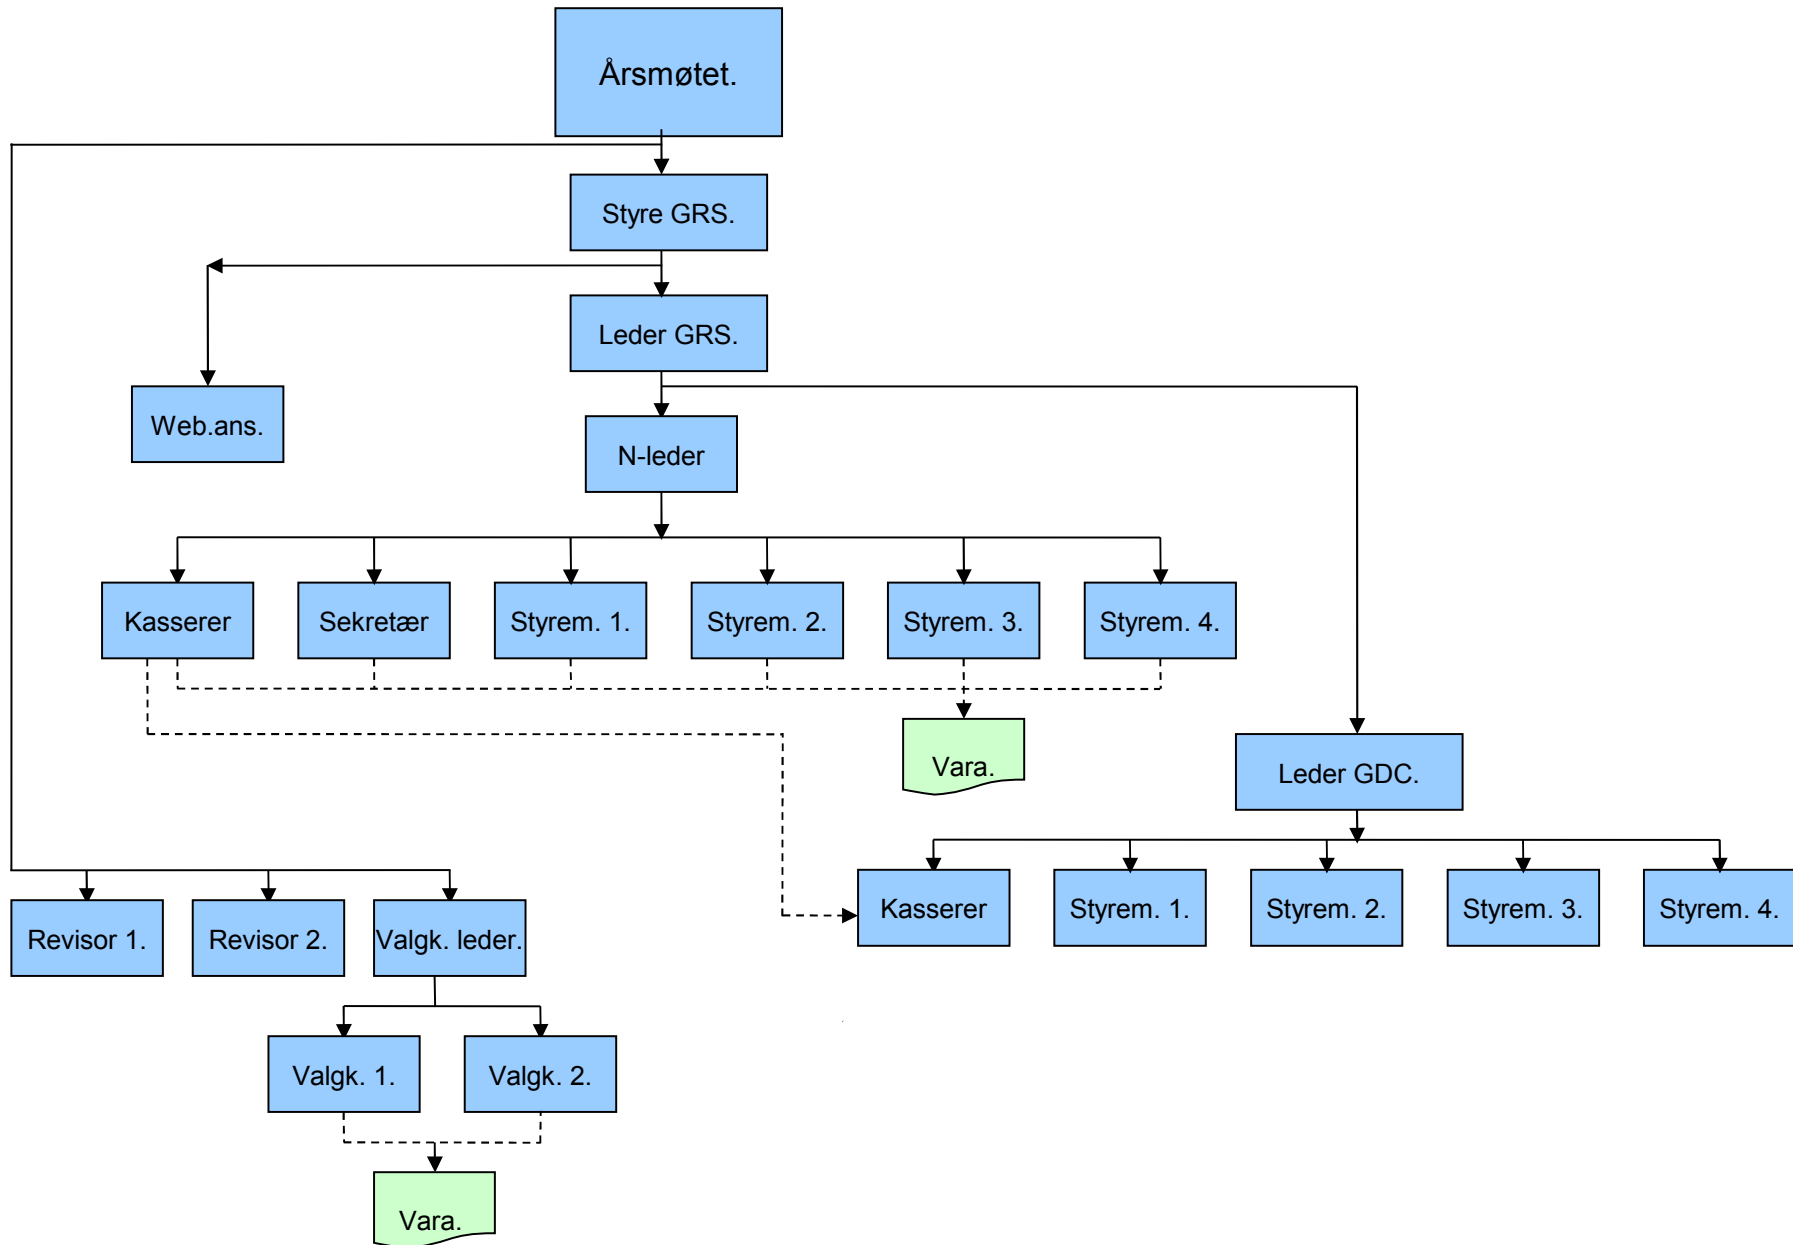 Årsmøtet.
Styre GRS.
Leder GRS.
Web.ans.
N-leder
Kasserer
Sekretær
Styrem. 1.
Styrem. 2.
Styrem. 3.
Styrem. 4.
Vara.
Leder GDC.
Kasserer
Styrem. 1.
Styrem. 2.
Styrem. 3.
Styrem. 4.
Revisor 1.
Revisor 2.
Valgk. leder.
Valgk. 1.
Valgk. 2.
Vara.